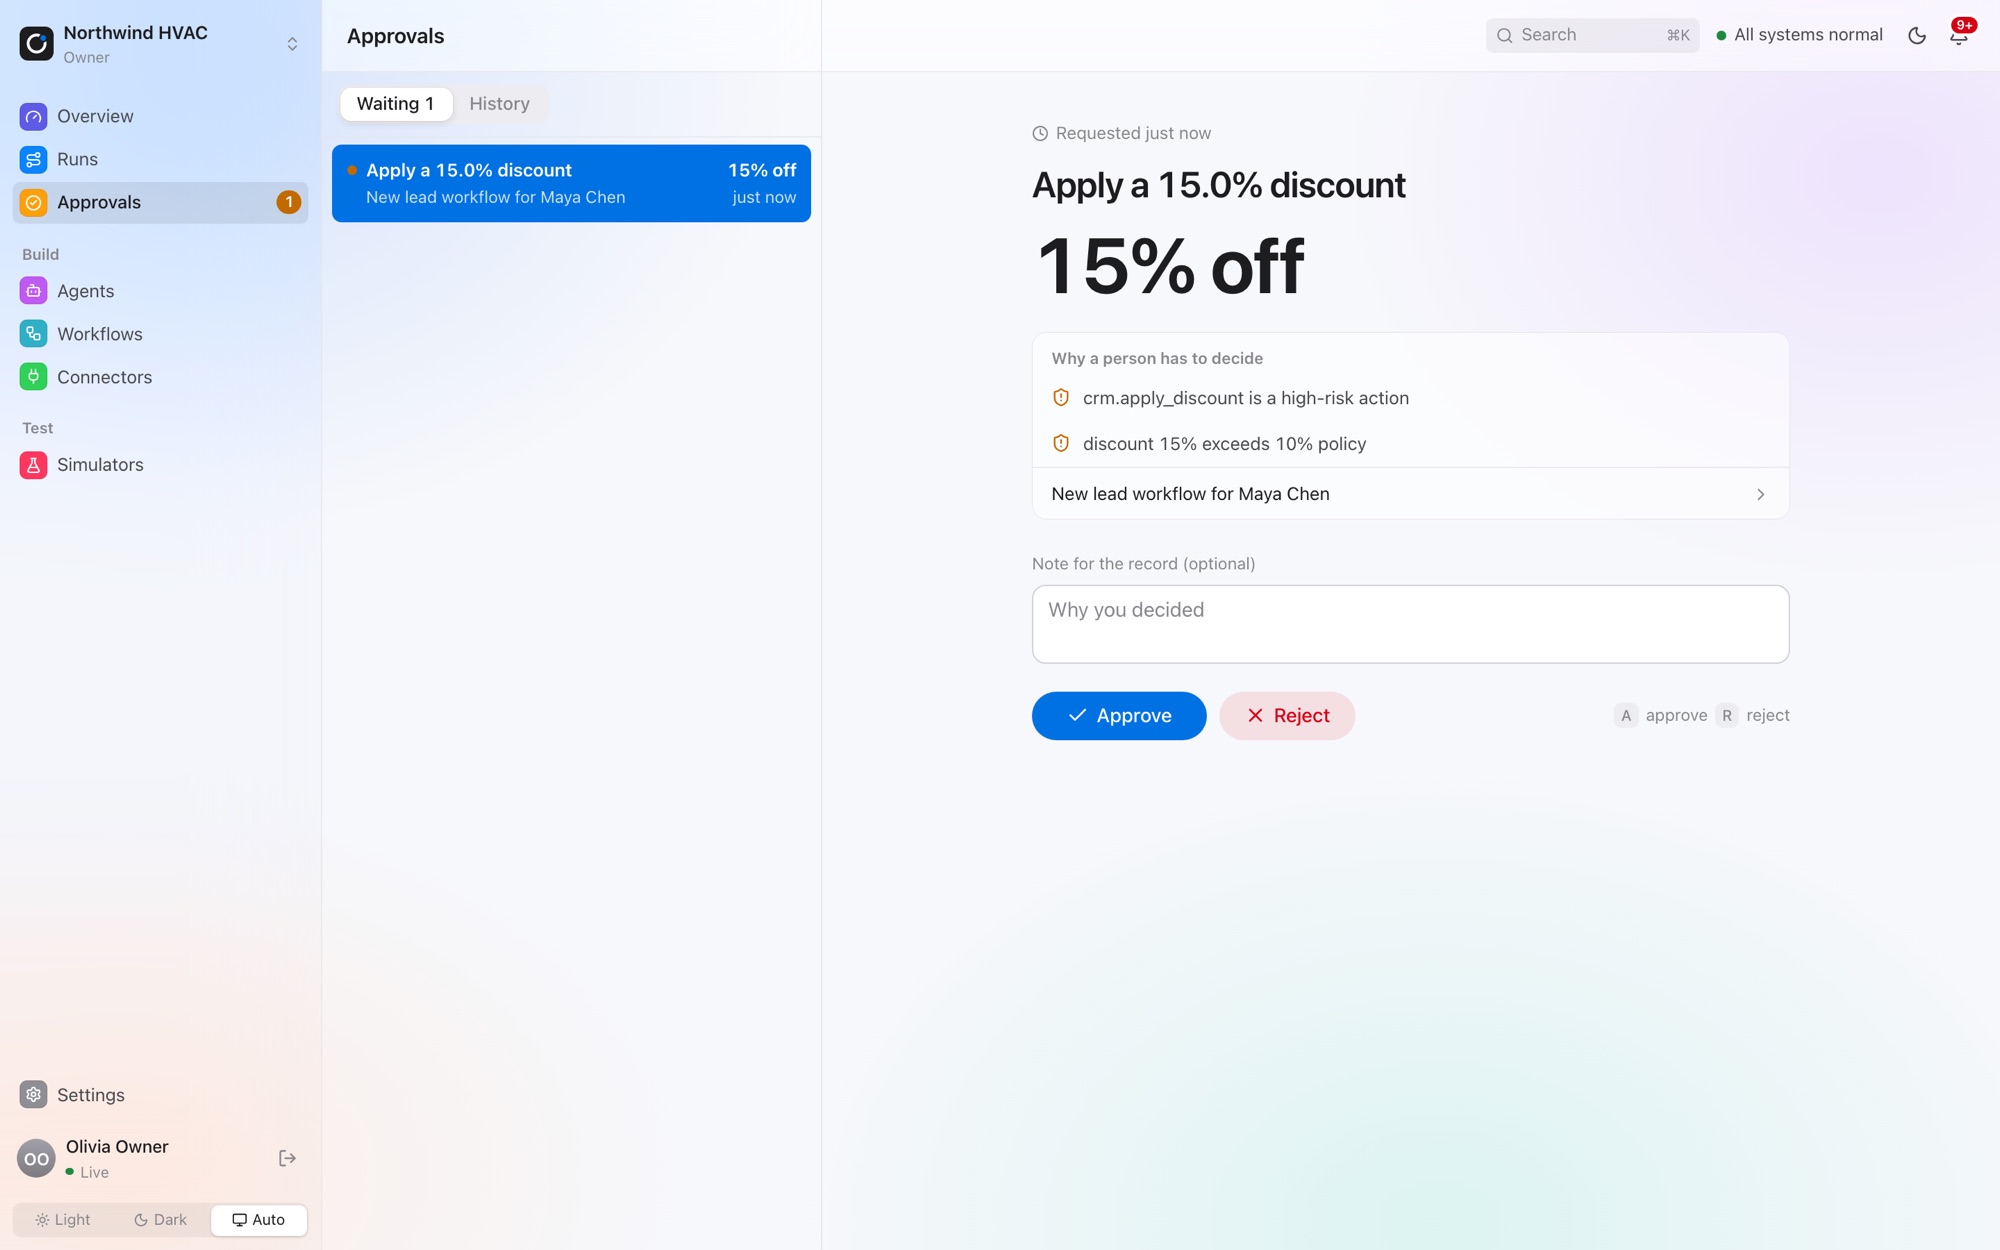 Northwind HVAC
Owner
Overview
Runs
Approvals 1
Build
Agents
Workflows
Connectors
Test
Simulators
Settings
OO
Olivia Owner
Live
Light Dark Auto
Approvals
Waiting 1 History
Apply a 15.0% discount 15% off
New lead workflow for Maya Chen just now
Search ⌘K All systems normal 9+
Requested just now
Apply a 15.0% discount
15% off
Why a person has to decide
crm.apply_discount is a high-risk action
discount 15% exceeds 10% policy
New lead workflow for Maya Chen
Note for the record (optional)
Why you decided
Approve Reject A approve R reject